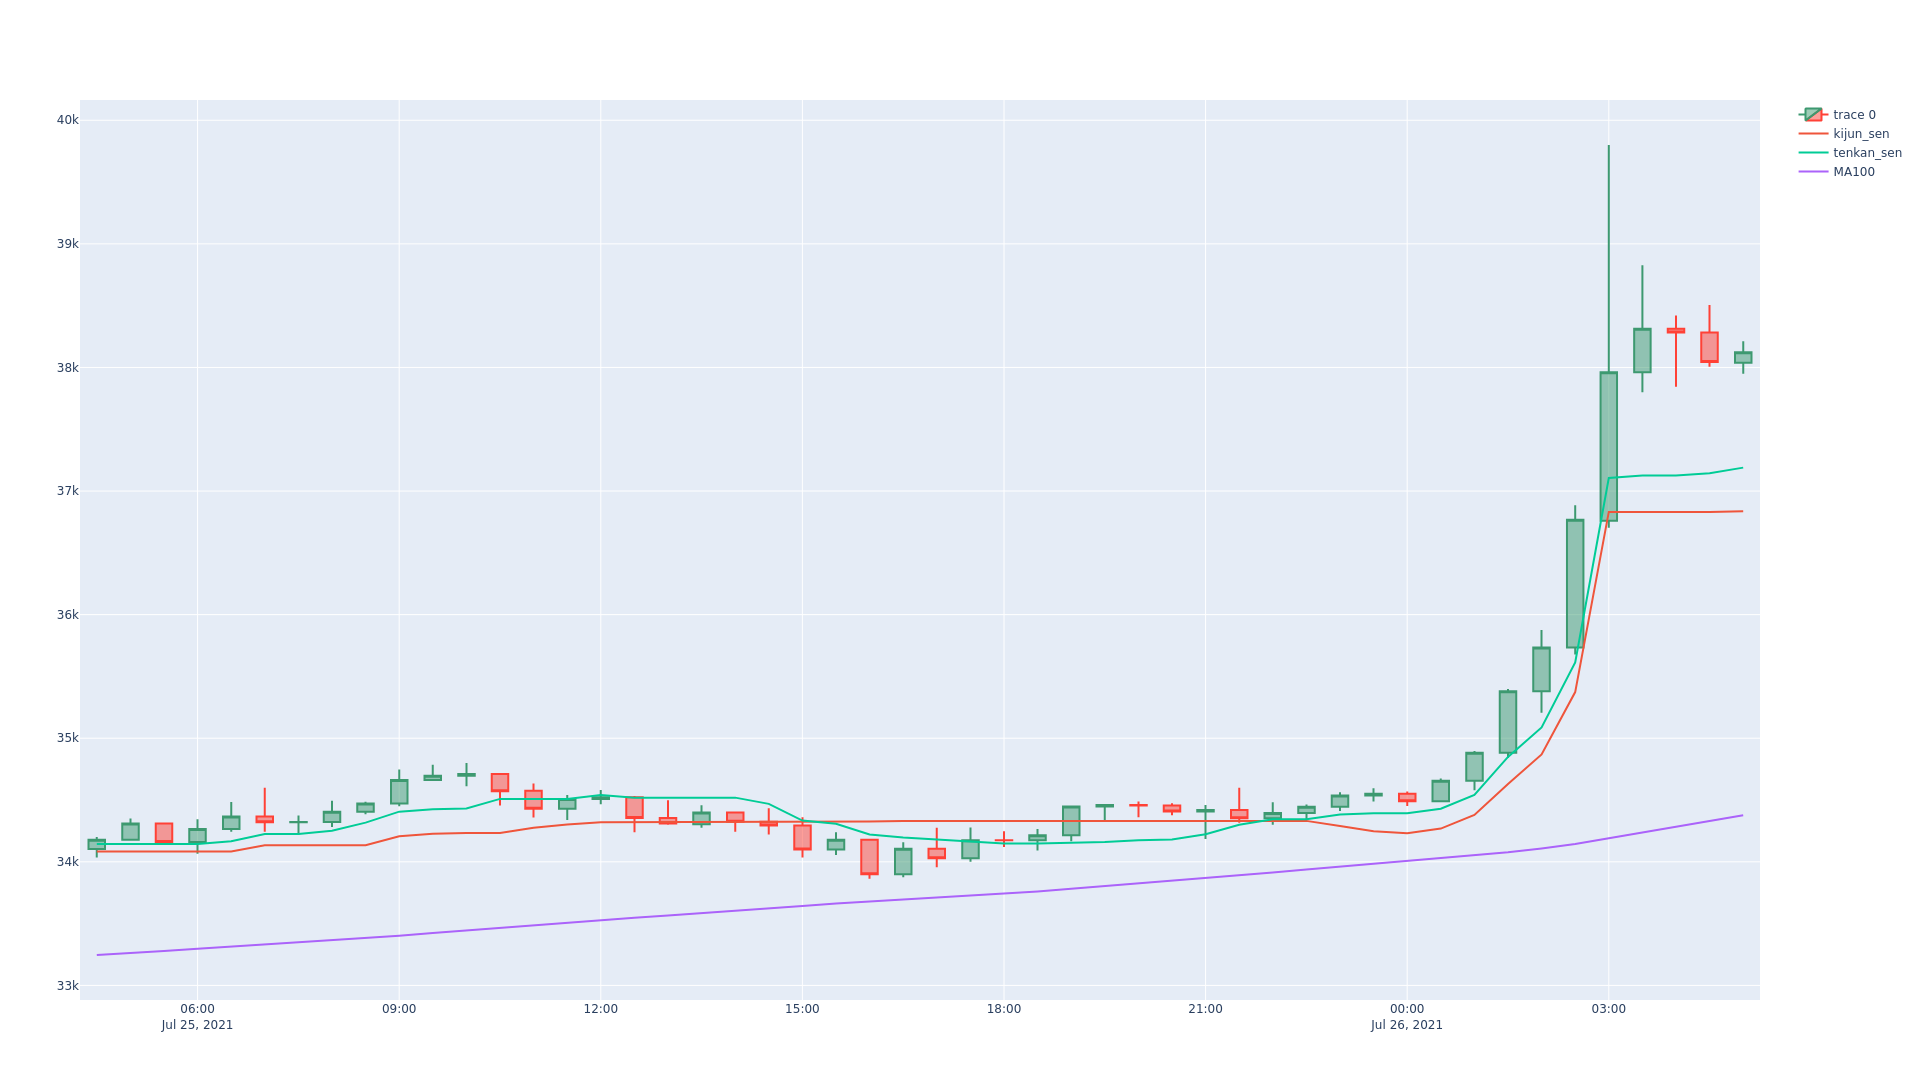 40k
39k
38k
37k
36k
35k
34k
33k
06:00
Jul 25, 2021
09:00
12:00
15:00
18:00
21:00
00:00
Jul 26, 2021
03:00
trace 0
kijun_sen
tenkan_sen
MA100